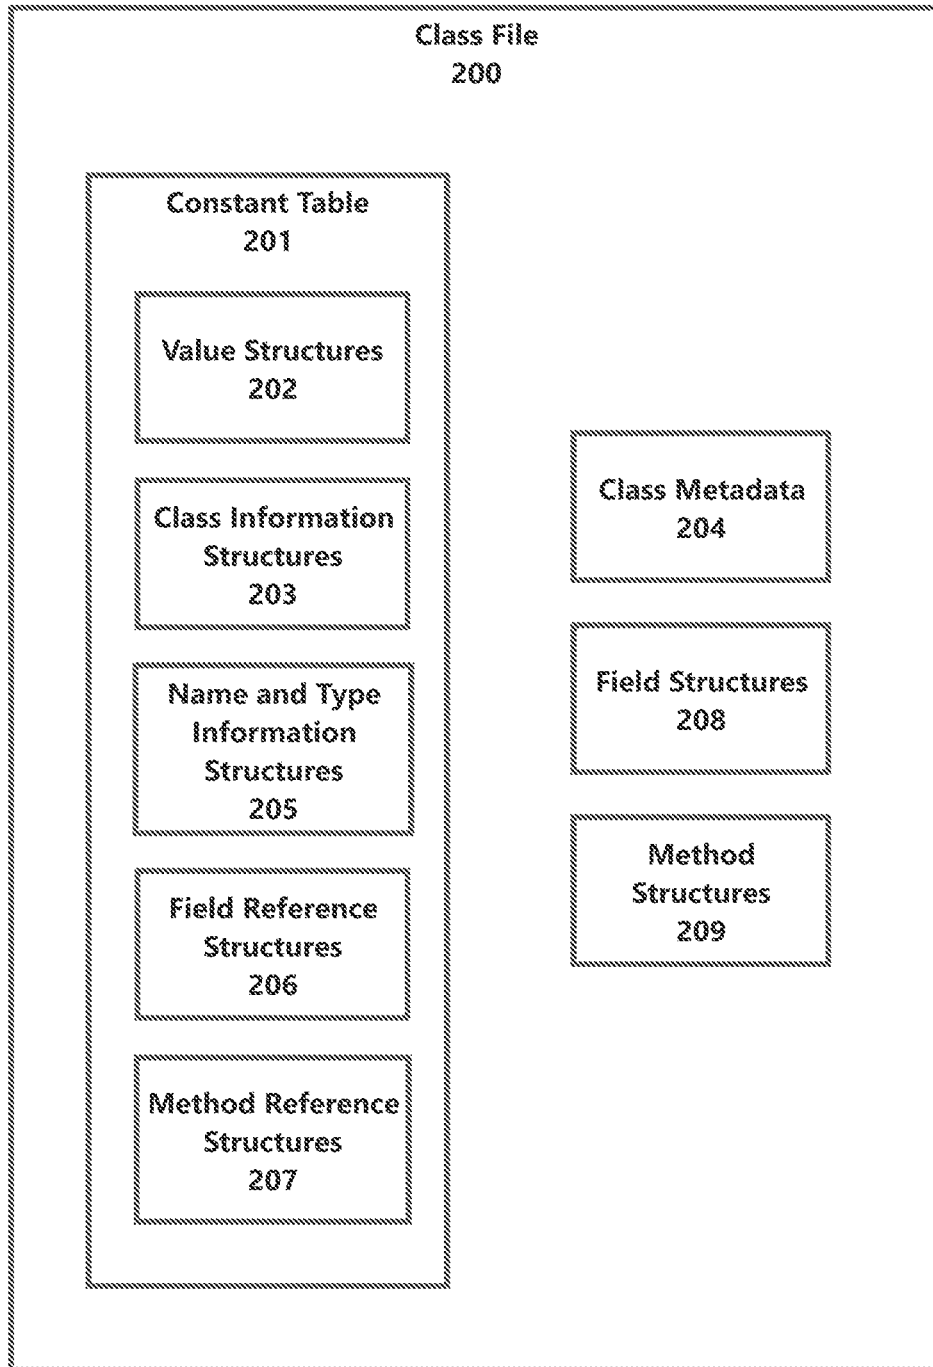 Class File
200
Constant Table
201
Value Structures
202
Class Information
Structures
203
Name and Type
Information
Structures
205
Field Reference
Structures
206
Method Reference
Structures
207
Class Metadata
204
Field Structures
208
Method
Structures
209